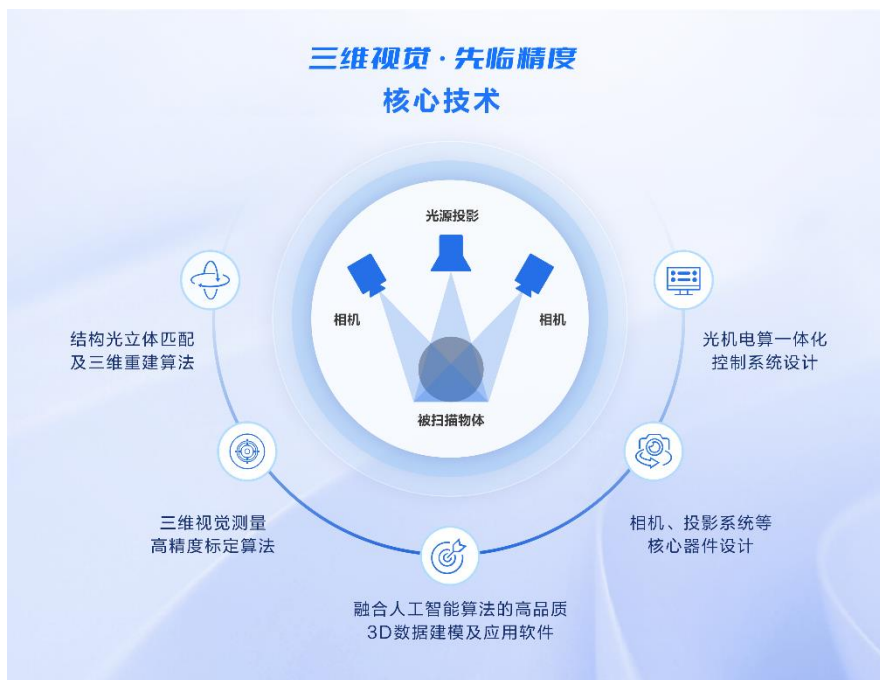 三维视觉·先临精度
核心技术
光源投影
相机
相机
被扫描物体
结构光立体匹配
及三维重建算法
光机电算一体化
控制系统设计
三维视觉测量
高精度标定算法
相机、投影系统等
核心器件设计
融合人工智能算法的高品质
3D数据建模及应用软件